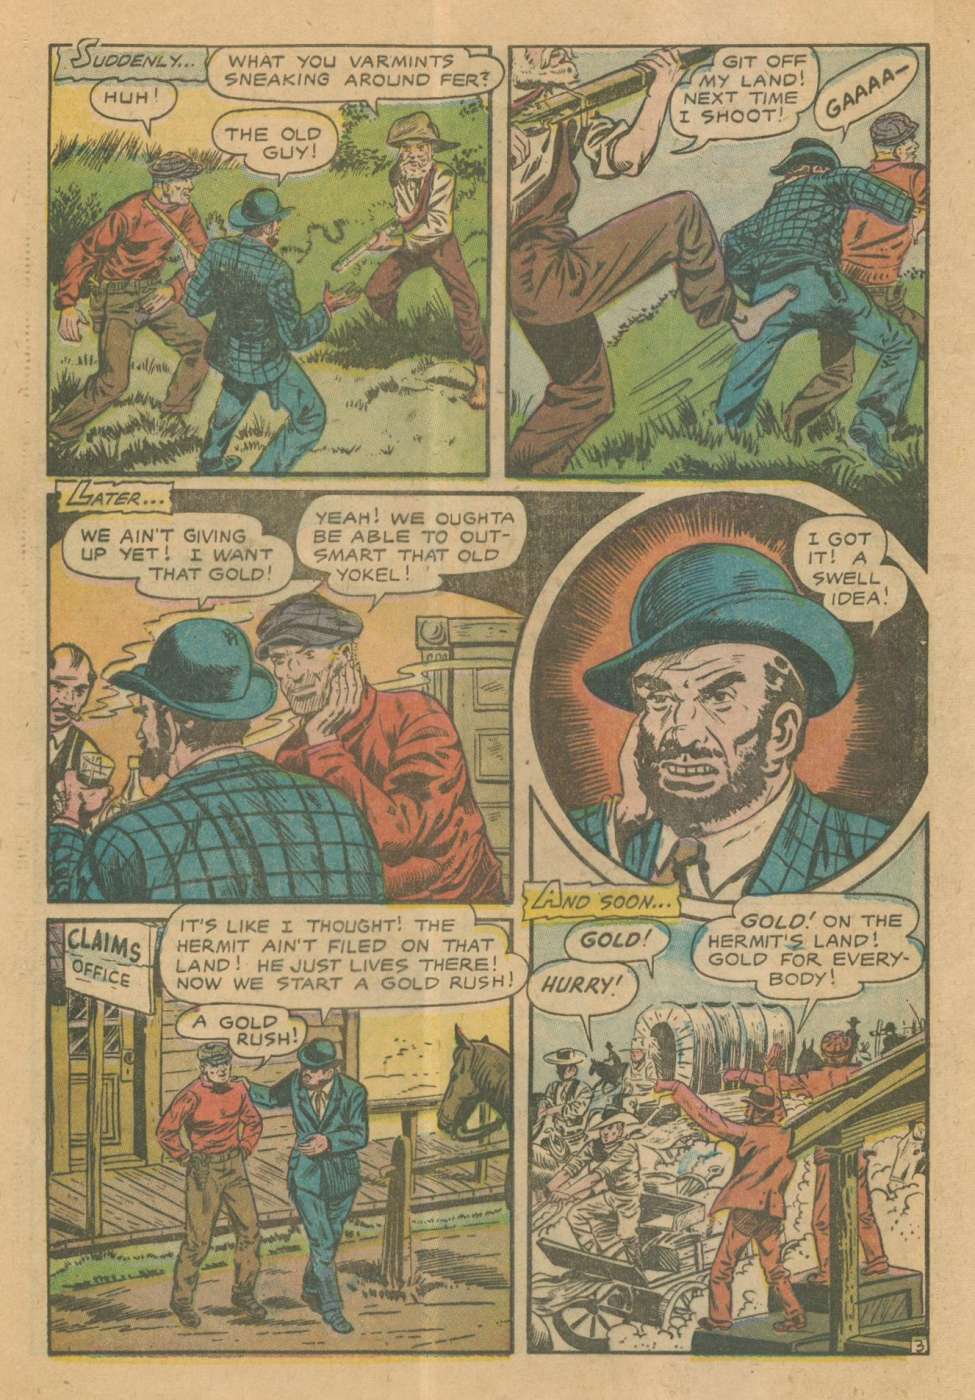 SUDDENLY...
HUH!
WHAT YOU VARMINTS
SNEAKING AROUND FER?
THE OLD
GUY!
GIT OFF
MY LAND!
NEXT TIME
I SHOOT!
GAAAA—
LATER...
WE AIN'T GIVING
UP YET! I WANT
THAT GOLD!
YEAH! WE OUGHTA
BE ABLE TO OUT-
SMART THAT OLD
YOKEL!
I GOT
IT! A
SWELL
IDEA!
CLAIMS
OFFICE
IT'S LIKE I THOUGHT! THE
HERMIT AIN'T FILED ON THAT
LAND! HE JUST LIVES THERE!
NOW WE START A GOLD RUSH!
A GOLD
RUSH!
AND SOON...
GOLD!
HURRY!
GOLD! ON THE
HERMIT'S LAND!
GOLD FOR EVERY-
BODY!
3